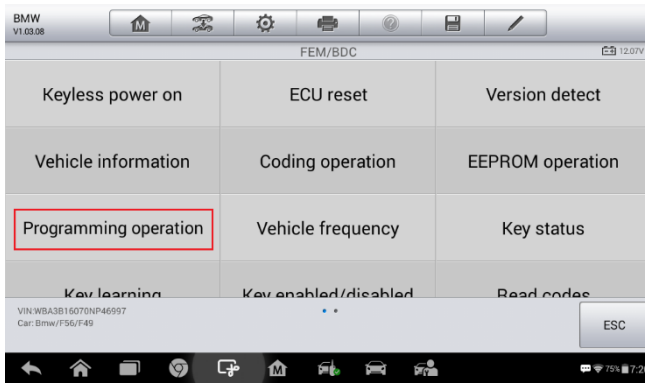 BMW
V1.03.08
FEM/BDC
12.07V
Keyless power on
ECU reset
Version detect
Vehicle information
Coding operation
EEPROM operation
Programming operation
Vehicle frequency
Key status
Key learning
Key enabled/disabled
Read codes
VIN:WBA3B16070NP46997
Car: Bmw/F56/F49
ESC
75%